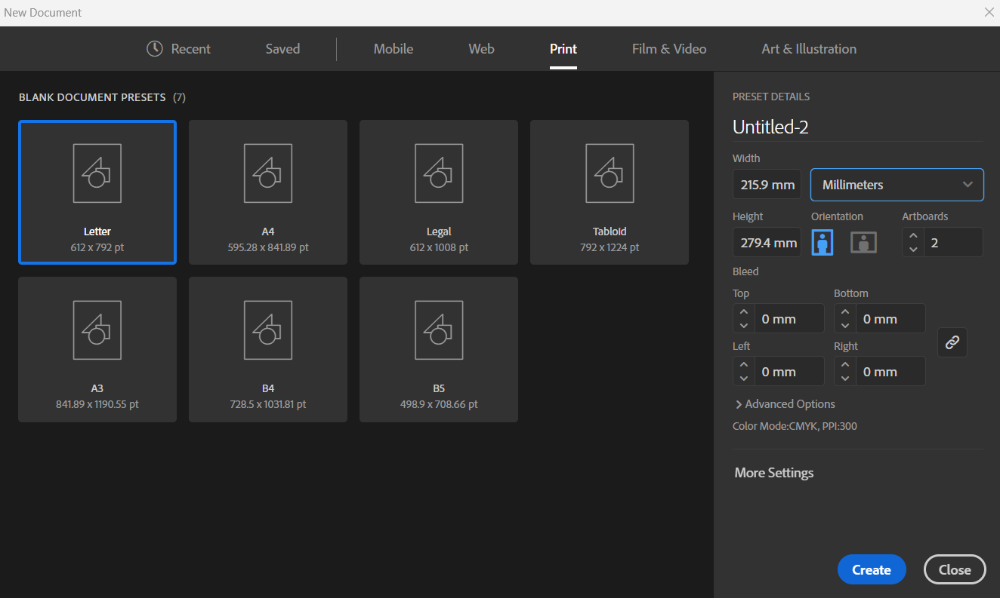 New Document
Recent Saved Mobile Web Print Film & Video Art & Illustration
BLANK DOCUMENT PRESETS (7)
Letter
612 x 792 pt
A4
595.28 x 841.89 pt
Legal
612 x 1008 pt
Tabloid
792 x 1224 pt
A3
841.89 x 1190.55 pt
B4
728.5 x 1031.81 pt
B5
498.9 x 708.66 pt
PRESET DETAILS
Untitled-2
Width
215.9 mm Millimeters
Height Orientation Artboards
279.4 mm 2
Bleed
Top Bottom
0 mm 0 mm
Left Right
0 mm 0 mm
Advanced Options
Color Mode:CMYK, PPI:300
More Settings
Create Close